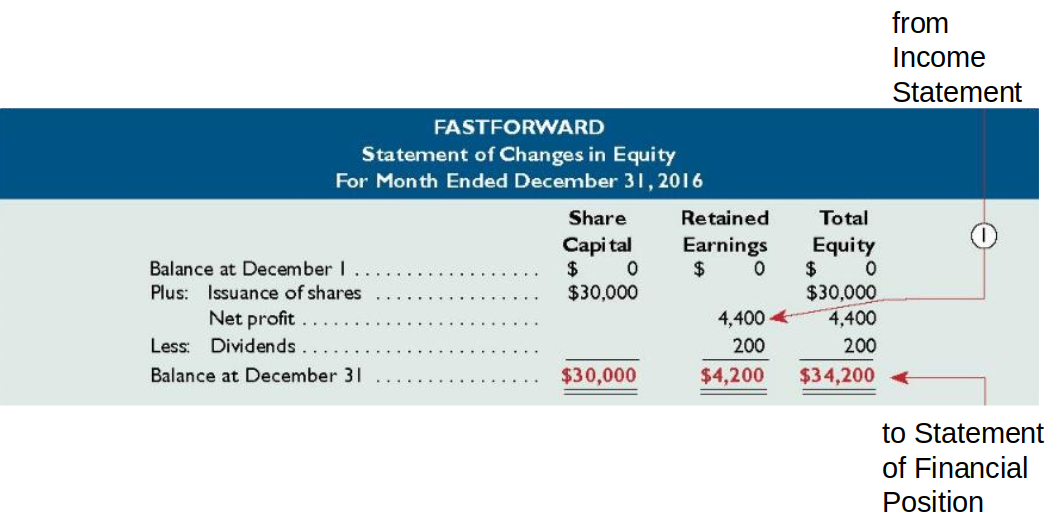 from
Income
Statement
FASTFORWARD
Statement of Changes in Equity
For Month Ended December 31, 2016
Share Retained Total
Capital Earnings Equity
1
Balance at December 1 .................. $ 0 $ 0 $ 0
Plus: Issuance of shares ................ $30,000 $30,000
Net profit ....................... 4,400 4,400
Less: Dividends ....................... 200 200
Balance at December 31 ................ $30,000 $4,200 $34,200
to Statement
of Financial
Position